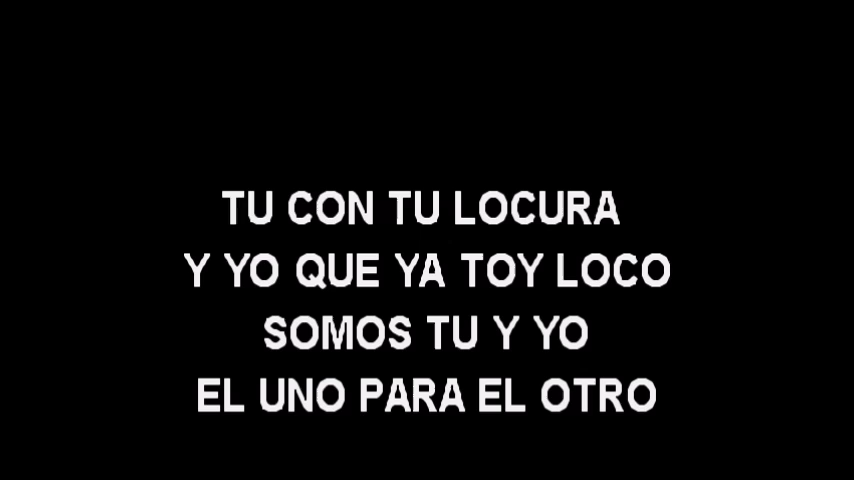 TU CON TU LOCURA
Y YO QUE YA TOY LOCO
SOMOS TU Y YO
EL UNO PARA EL OTRO